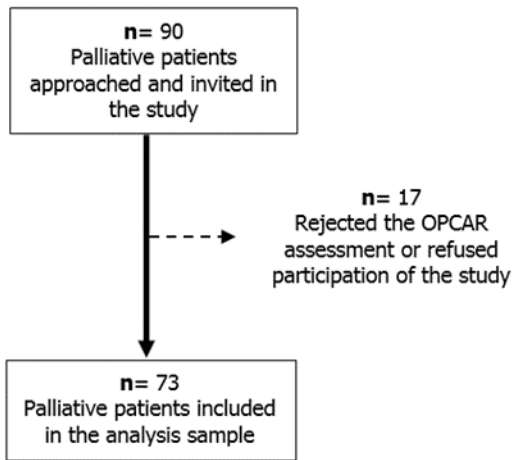 n= 90
Palliative patients
approached and invited in
the study
n= 17
Rejected the OPCAR
assessment or refused
participation of the study
n= 73
Palliative patients included
in the analysis sample